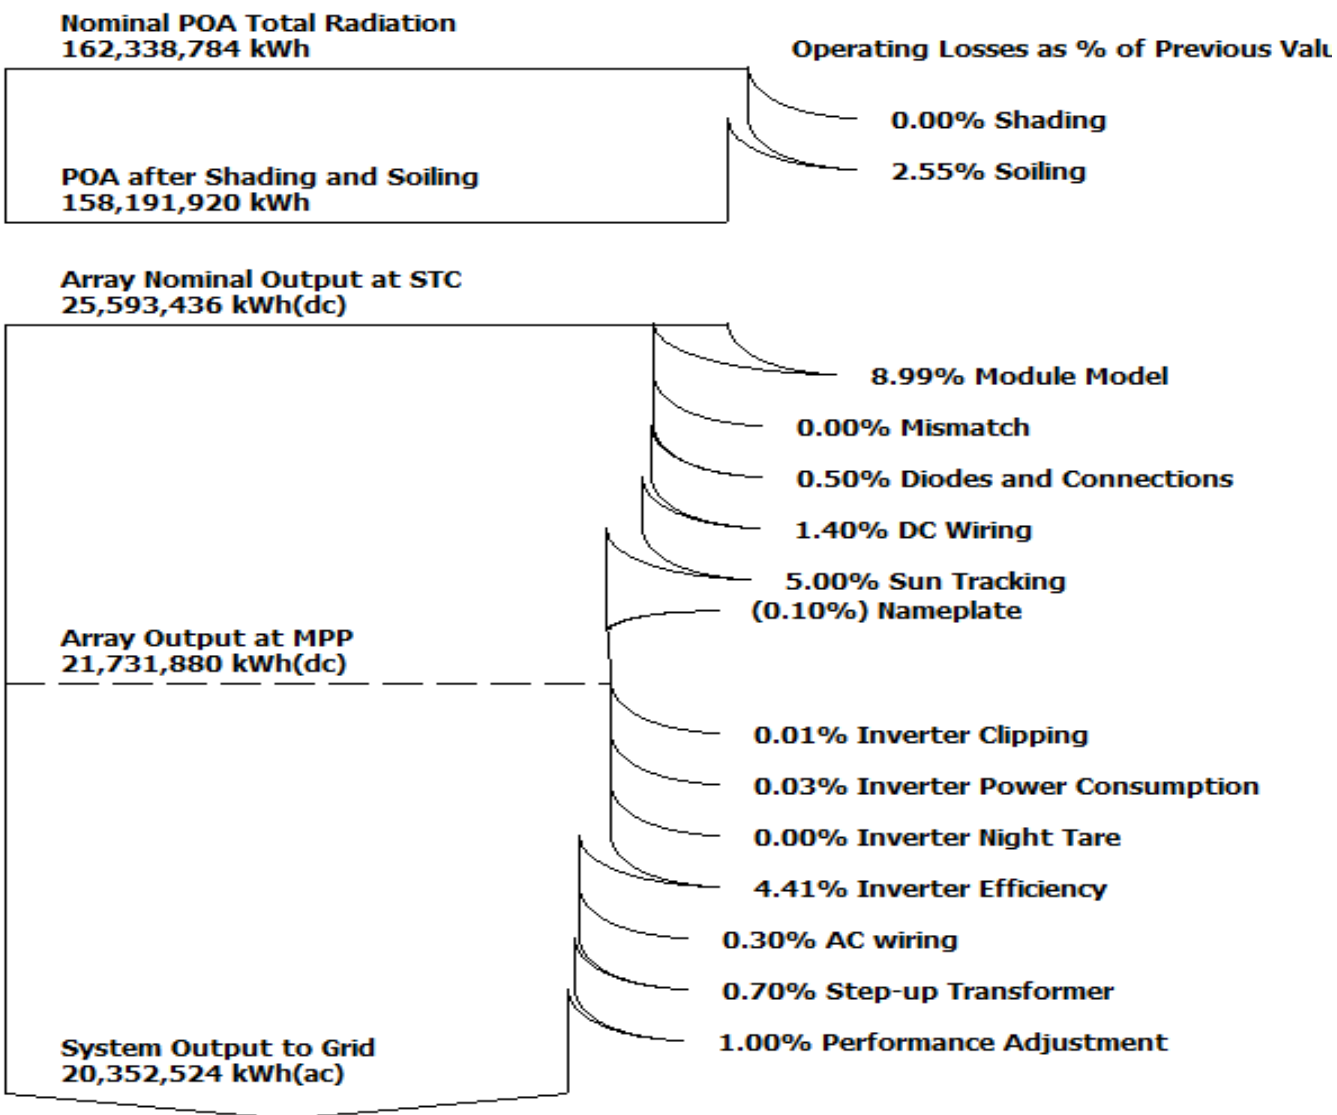 Nominal POA Total Radiation
162,338,784 kWh
Operating Losses as % of Previous Valu
0.00% Shading
2.55% Soiling
POA after Shading and Soiling
158,191,920 kWh
Array Nominal Output at STC
25,593,436 kWh(dc)
8.99% Module Model
0.00% Mismatch
0.50% Diodes and Connections
1.40% DC Wiring
5.00% Sun Tracking
(0.10%) Nameplate
Array Output at MPP
21,731,880 kWh(dc)
0.01% Inverter Clipping
0.03% Inverter Power Consumption
0.00% Inverter Night Tare
4.41% Inverter Efficiency
0.30% AC wiring
0.70% Step-up Transformer
1.00% Performance Adjustment
System Output to Grid
20,352,524 kWh(ac)